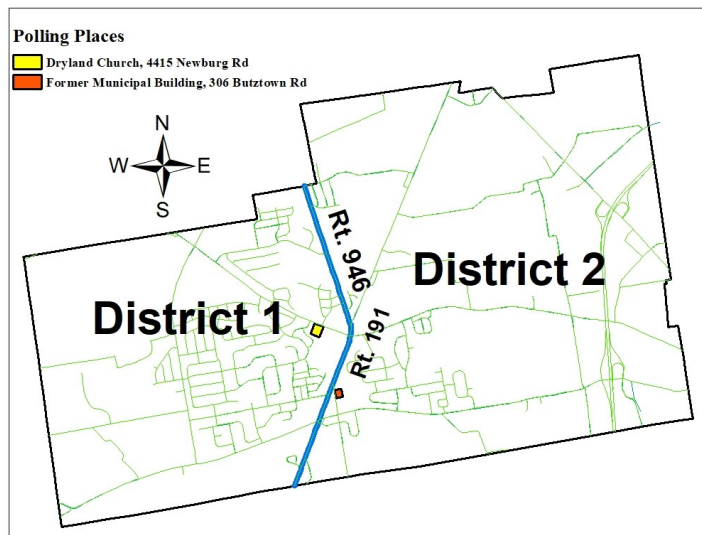 Polling Places
Dryland Church, 4415 Newburg Rd
Former Municipal Building, 306 Butztown Rd
N
W E
S
Rt. 946
District 2
District 1
Rt. 191